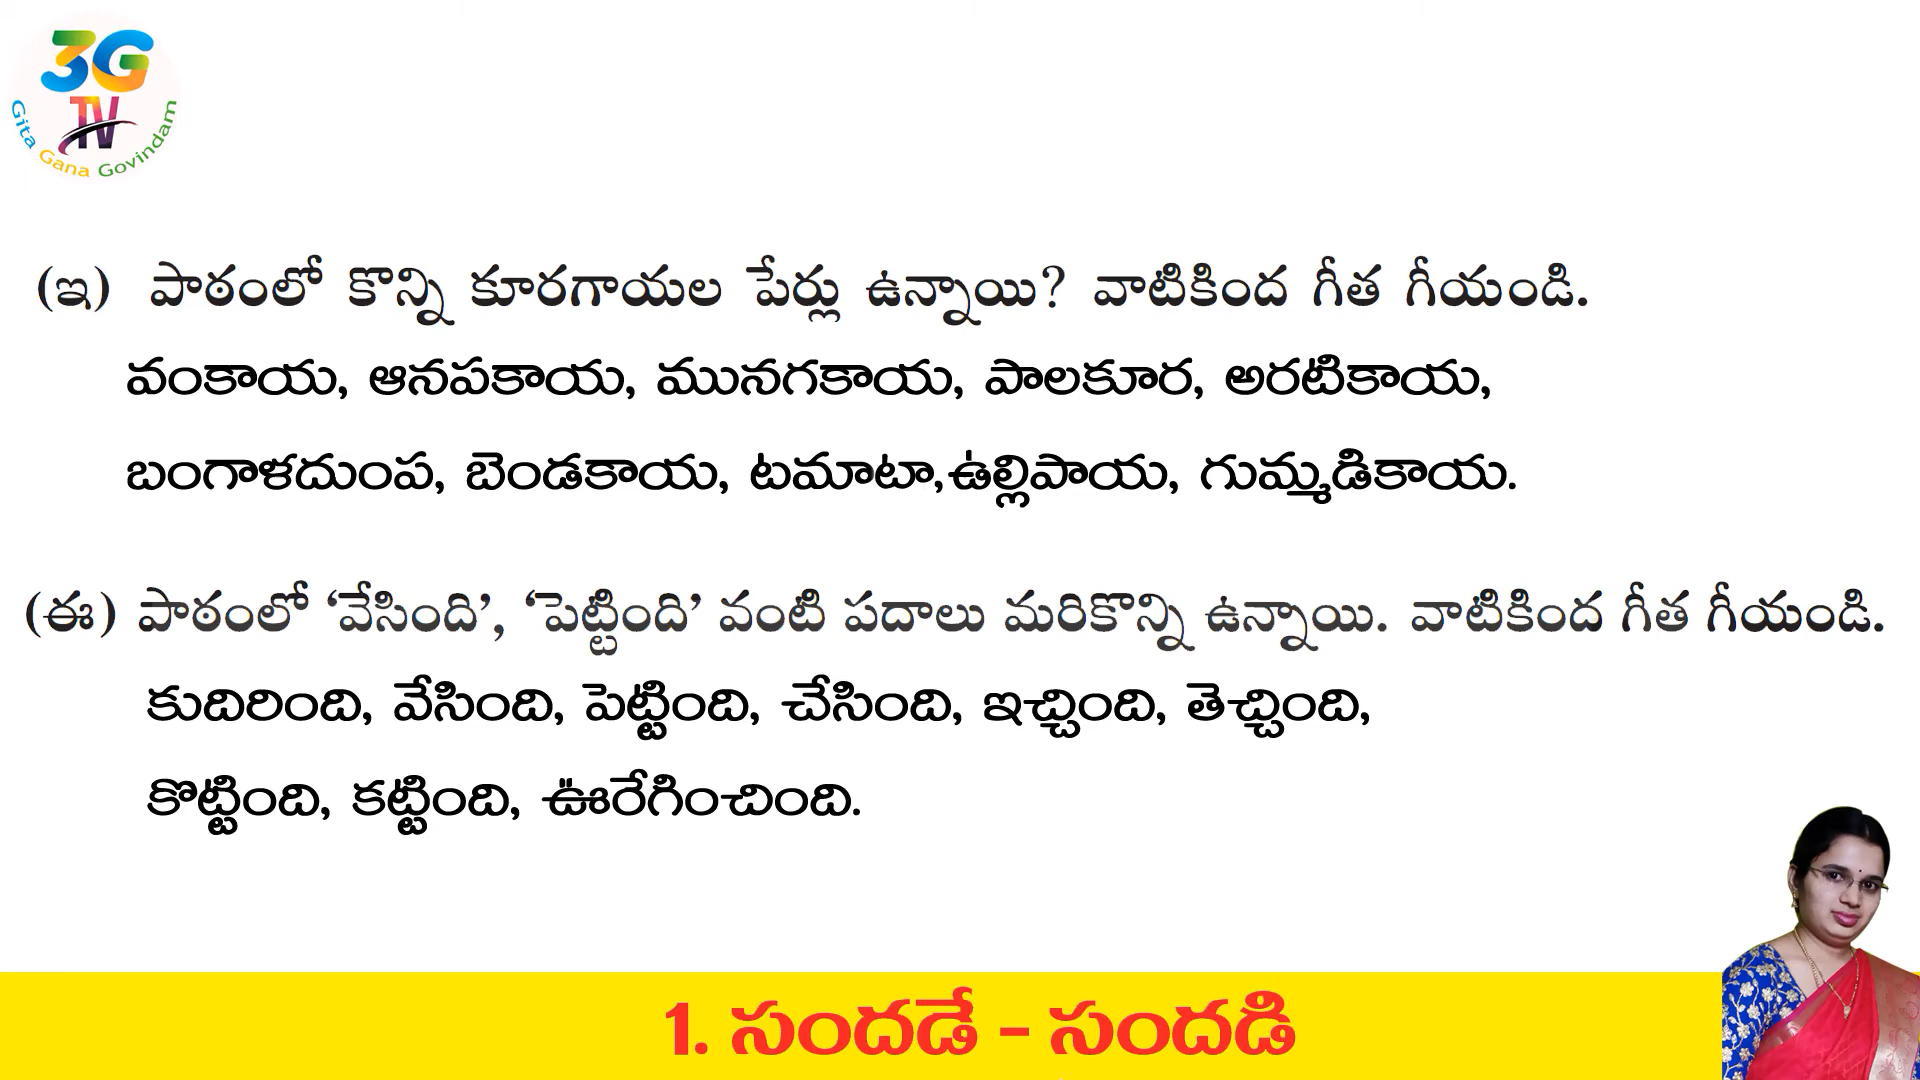 3G
TV
Gita Gana Govindam
(ఇ) పాఠంలో కొన్ని కూరగాయల పేర్లు ఉన్నాయి? వాటికింద గీత గీయండి.
వంకాయ, ఆనపకాయ, మునగకాయ, పాలకూర, అరటికాయ,
బంగాళదుంప, బెండకాయ, టమాటా,ఉల్లిపాయ, గుమ్మడికాయ.
(ఈ) పాఠంలో ‘వేసింది’, ‘పెట్టింది’ వంటి పదాలు మరికొన్ని ఉన్నాయి. వాటికింద గీత గీయండి.
కుదిరింది, వేసింది, పెట్టింది, చేసింది, ఇచ్చింది, తెచ్చింది,
కొట్టింది, కట్టింది, ఊరేగించింది.
1. సందడే - సందడి